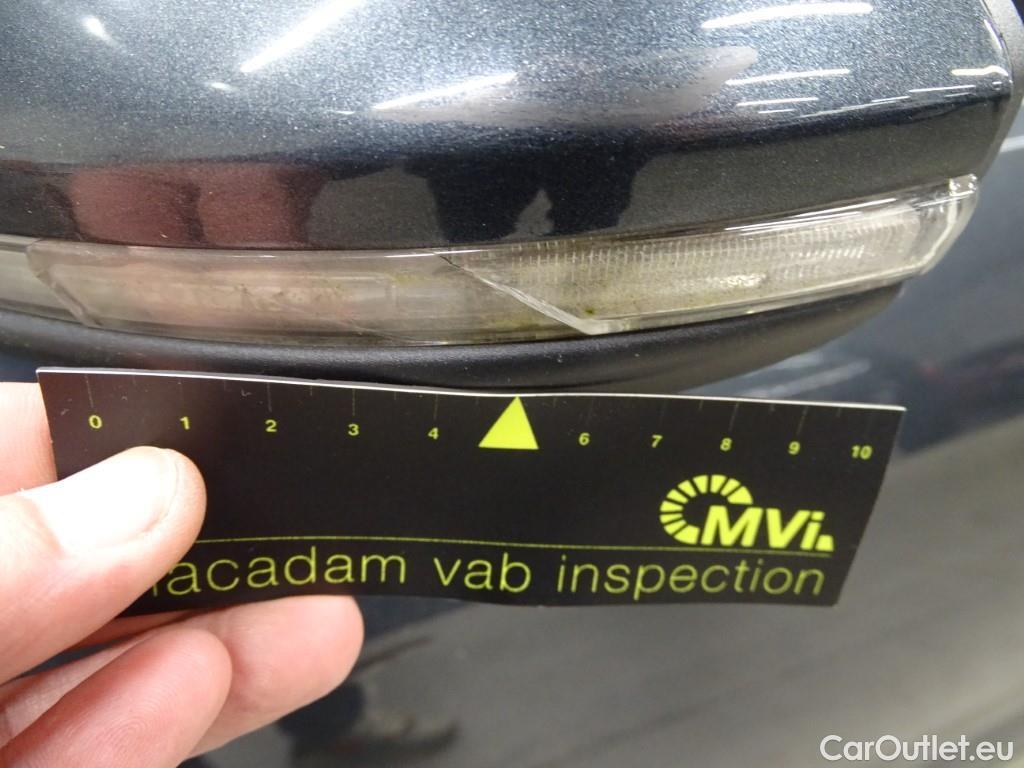 0 1 2 3 4 6 7 8 9 10
MVi
acadam vab inspection
CarOutlet.eu